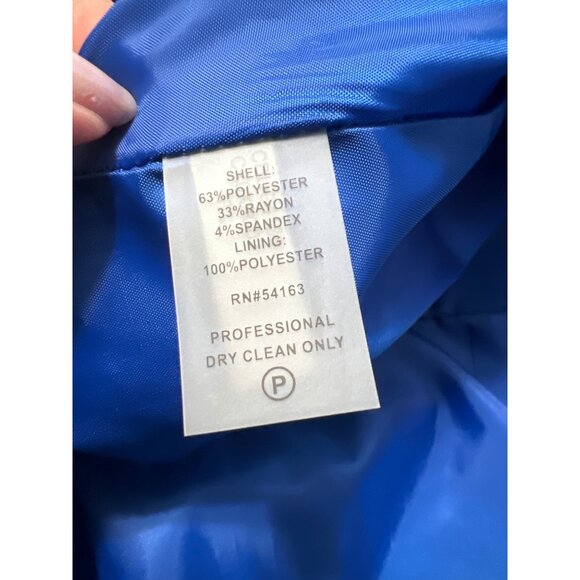 SHELL:
63%POLYESTER
33%RAYON
4%SPANDEX
LINING:
100%POLYESTER
RN#54163
PROFESSIONAL
DRY CLEAN ONLY
P